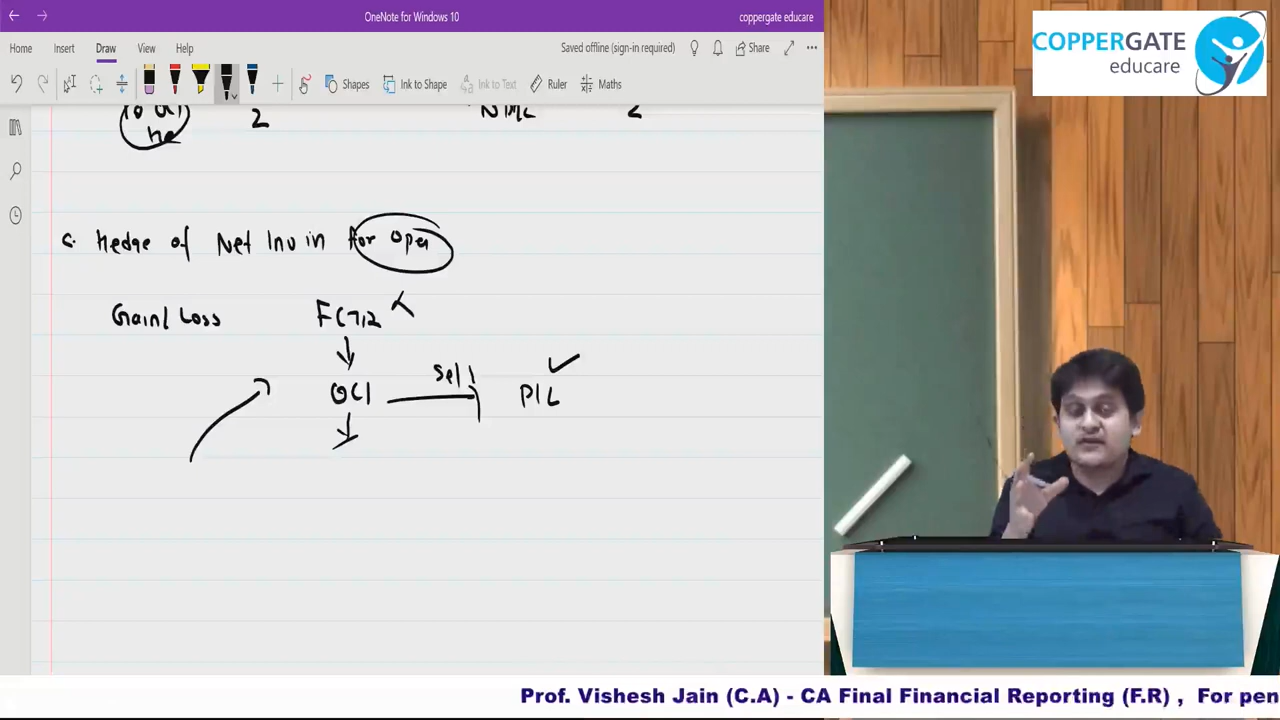 OneNote for Windows 10
coppergate educare
Home Insert Draw View Help
Saved offline (sign-in required)
Share
Shapes
Ink to Shape
Ink to Text
Ruler
Maths
2
2
c. Hedge of Net Inv in for Oper
Gain/Loss
OCI
Sell
P/L
COPPERGATE
educare
Prof. Vishesh Jain (C.A) - CA Final Financial Reporting (F.R) , For pen